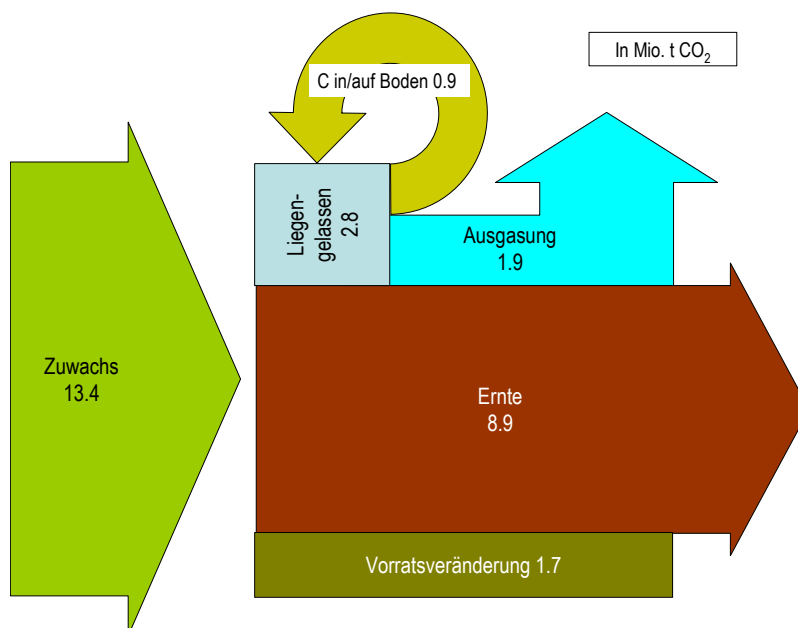 In Mio. t CO₂
C in/auf Boden 0.9
Liegen-
gelassen
2.8
Ausgasung
1.9
Zuwachs
13.4
Ernte
8.9
Vorratsveränderung 1.7